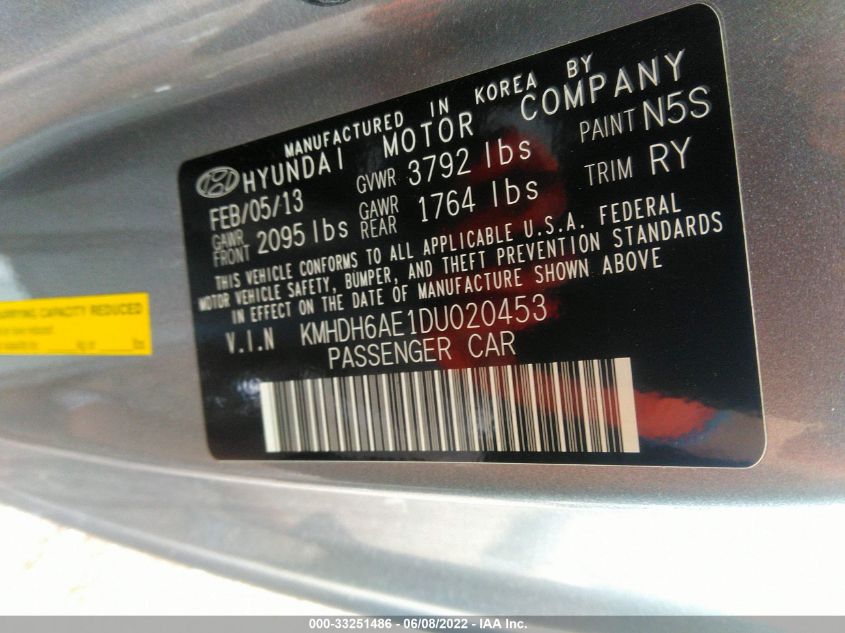 MANUFACTURED IN KOREA BY
HYUNDAI MOTOR COMPANY
FEB/05/13 GVWR 3792 lbs PAINT N5S
GAWR FRONT 2095 lbs GAWR REAR 1764 lbs TRIM RY
THIS VEHICLE CONFORMS TO ALL APPLICABLE U.S.A. FEDERAL
MOTOR VEHICLE SAFETY, BUMPER, AND THEFT PREVENTION STANDARDS
IN EFFECT ON THE DATE OF MANUFACTURE SHOWN ABOVE
V.I.N KMHDH6AE1DU020453
PASSENGER CAR
CARRYING CAPACITY REDUCED
000-33251486 - 06/08/2022 - IAA Inc.